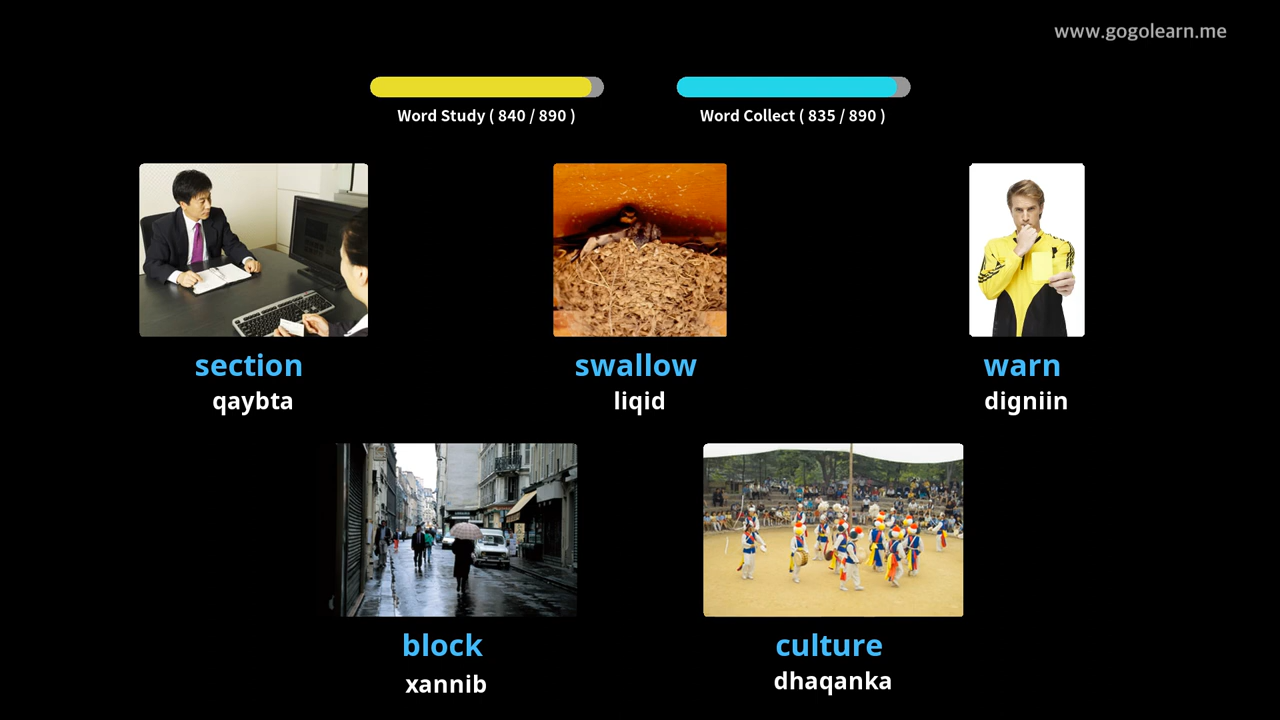 www.gogolearn.me
Word Study ( 840 / 890 )
Word Collect ( 835 / 890 )
section
qaybta
swallow
liqid
warn
digniin
block
xannib
culture
dhaqanka